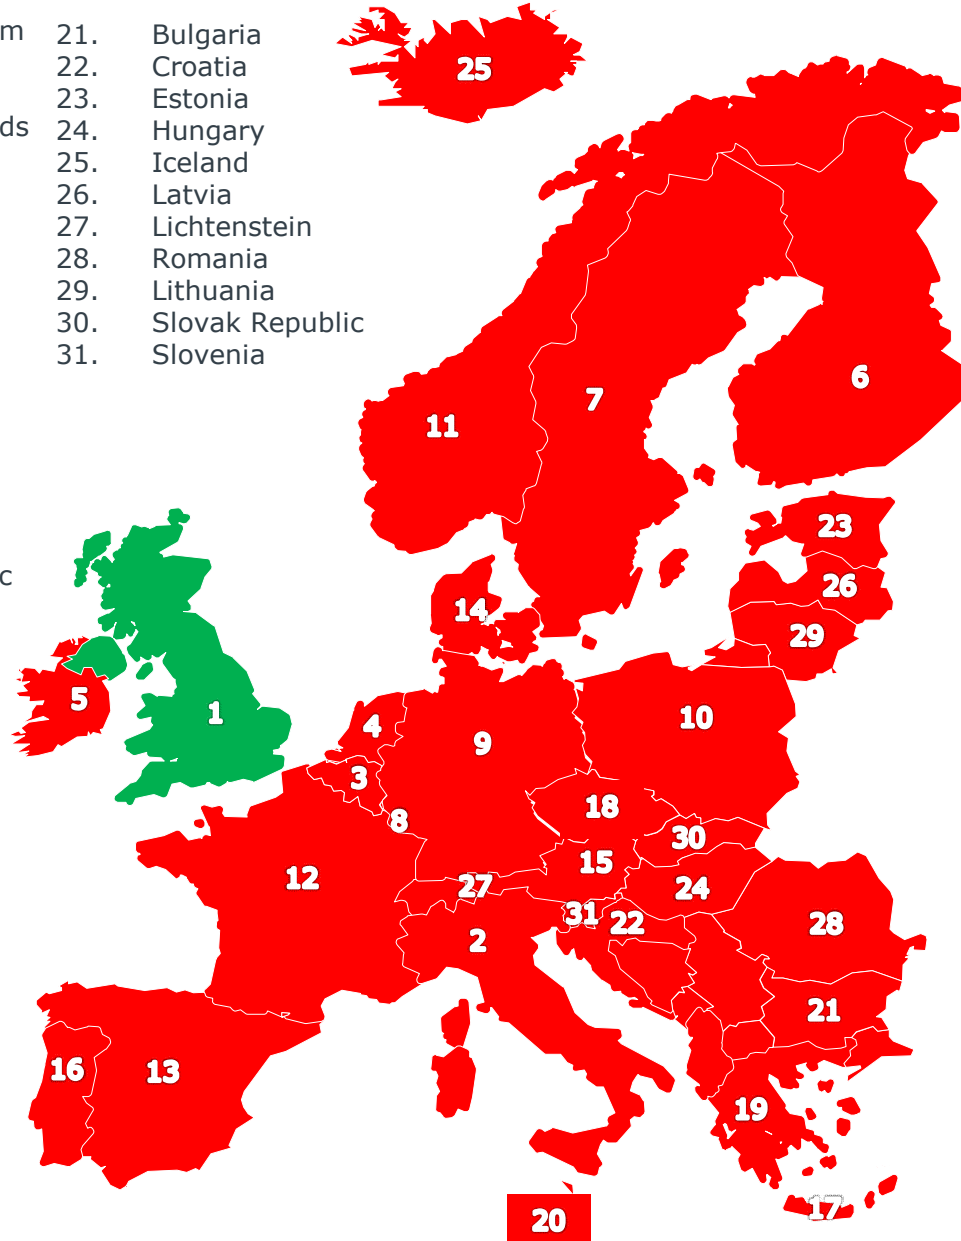 m
21. Bulgaria
22. Croatia
23. Estonia
ds
24. Hungary
25. Iceland
26. Latvia
27. Lichtenstein
28. Romania
29. Lithuania
30. Slovak Republic
31. Slovenia
c
25
6
7
11
23
26
14
29
5
1
4
10
9
3
18
8
30
15
12
27
24
31
22
28
2
21
16
13
19
17
20